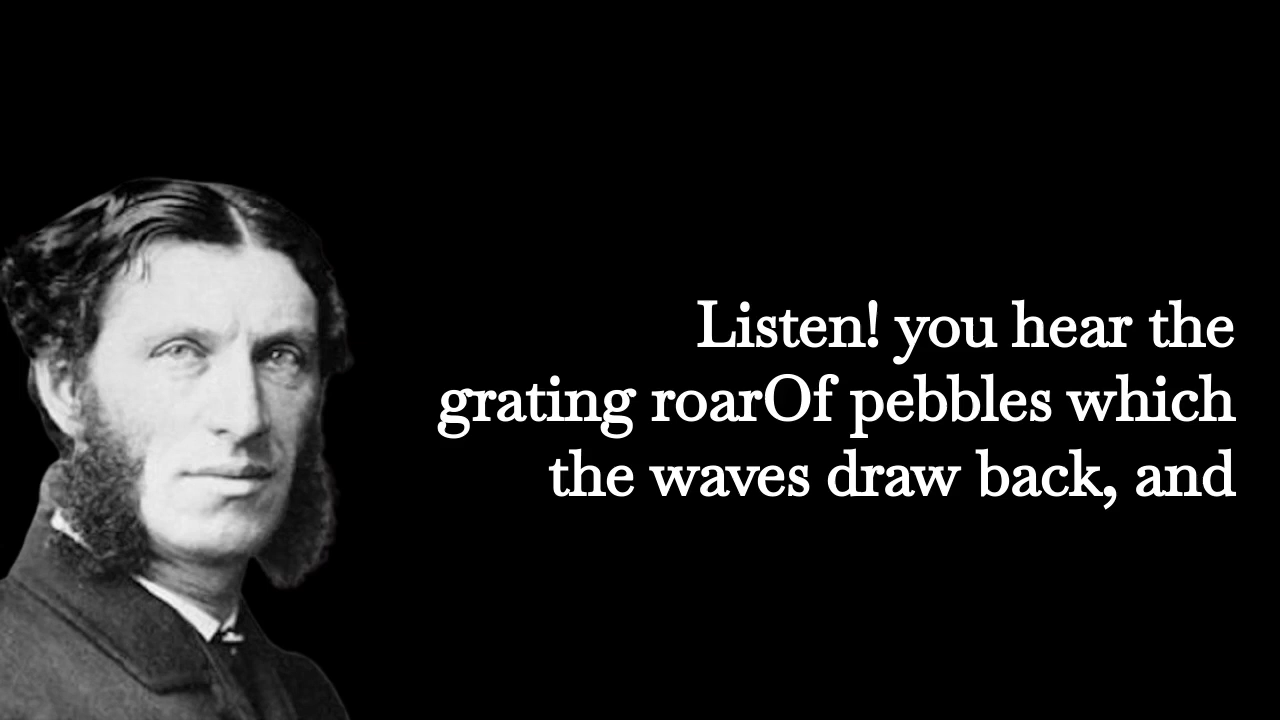 Listen! you hear the
grating roarOf pebbles which
the waves draw back, and